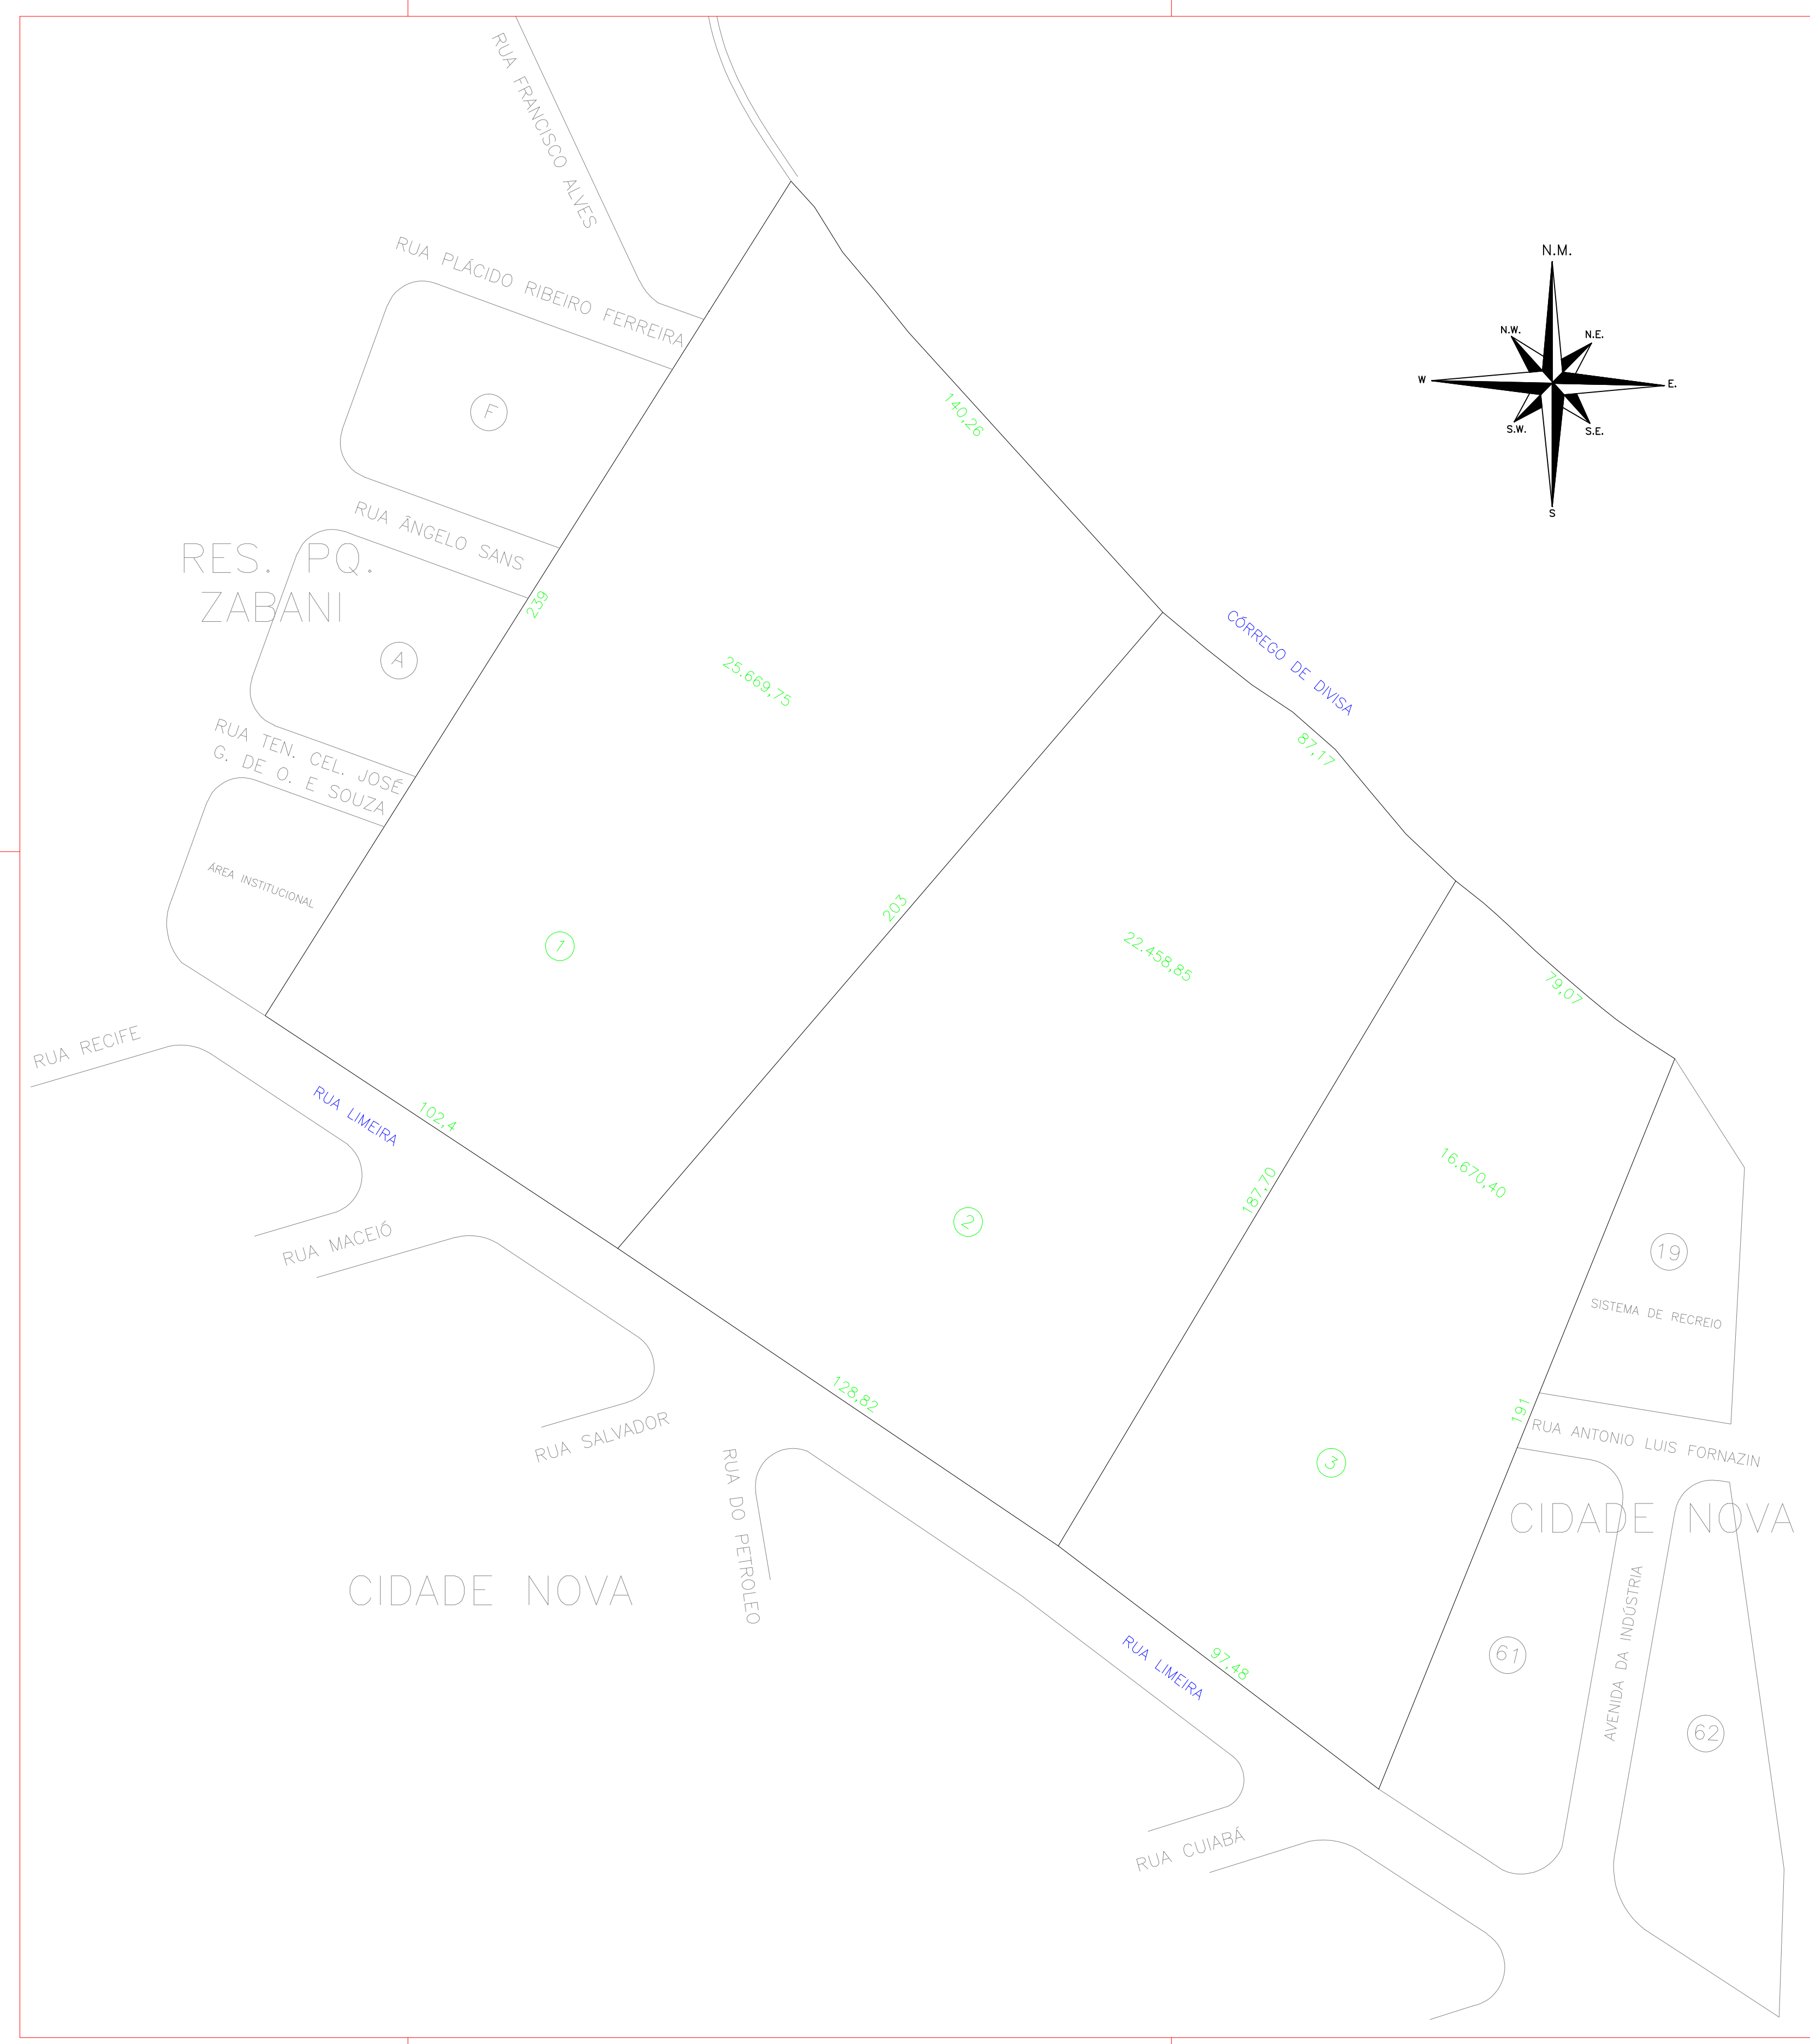 RUA FRANCISCO ALVES
RUA PLÁCIDO RIBEIRO FERREIRA
N.M.
N.W.
N.E.
W
E.
S.W.
S.E.
S
F
140,26
RUA ÂNGELO SANS
RES. PQ.
ZABANI
239
CÓRREGO DE DIVISA
A
25.669,75
87,17
RUA TEN. CEL. JOSÉ
G. DE O. E SOUZA
ÁREA INSTITUCIONAL
203
1
22.458,85
79,07
RUA RECIFE
RUA LIMEIRA
102,4
187,70
16.670,40
2
RUA MACEIÓ
19
SISTEMA DE RECREIO
128,82
191
RUA SALVADOR
RUA ANTONIO LUIS FORNAZIN
3
RUA DO PETROLEO
CIDADE NOVA
CIDADE NOVA
RUA LIMEIRA
97,48
61
AVENIDA DA INDÚSTRIA
62
RUA CUIABÁ